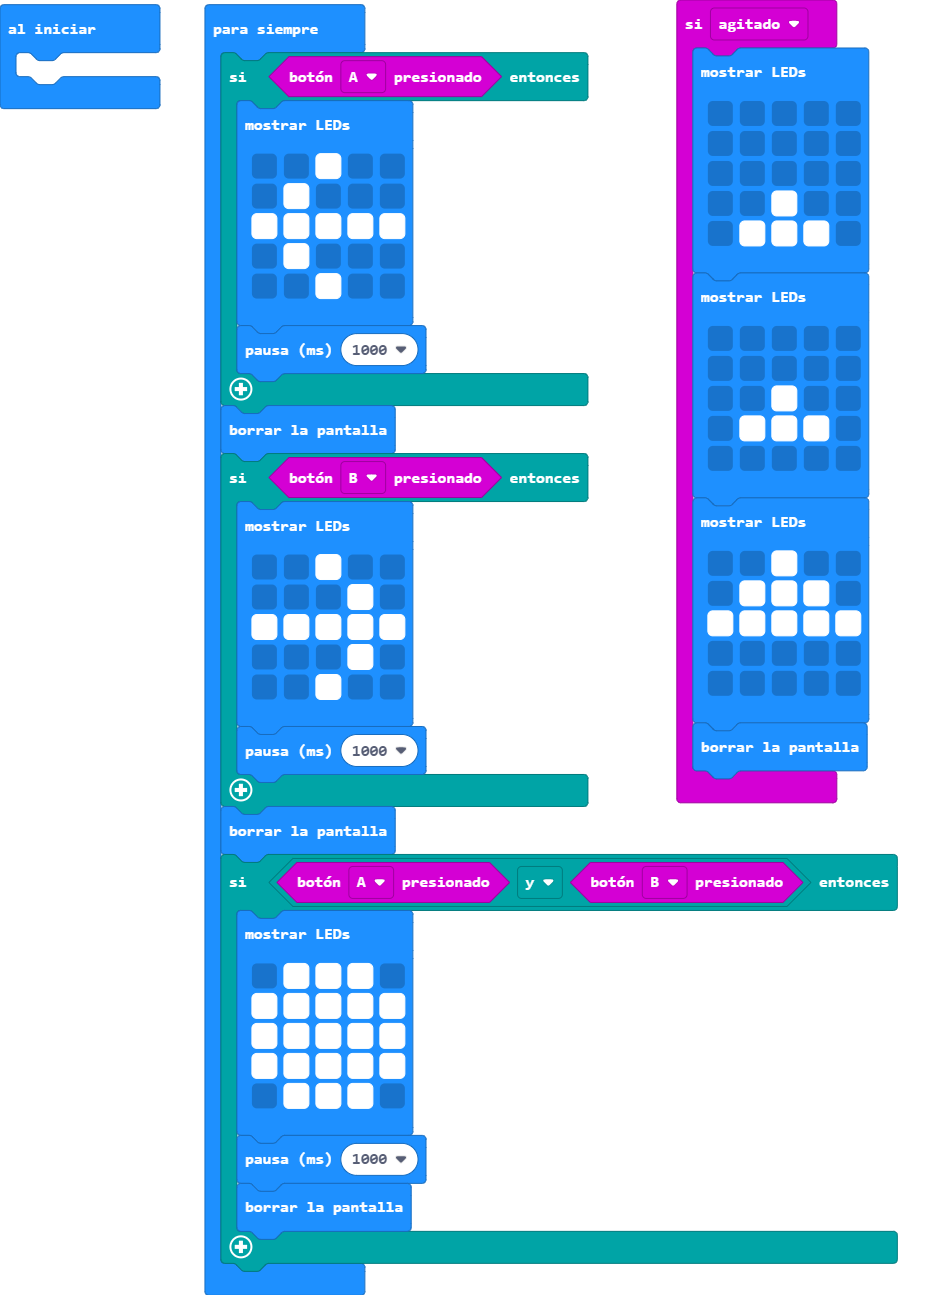 al iniciar
para siempre
si botón A presionado entonces
mostrar LEDs
pausa (ms) 1000
borrar la pantalla
si botón B presionado entonces
mostrar LEDs
pausa (ms) 1000
borrar la pantalla
si botón A presionado y botón B presionado entonces
mostrar LEDs
pausa (ms) 1000
borrar la pantalla
si agitado
mostrar LEDs
mostrar LEDs
mostrar LEDs
borrar la pantalla